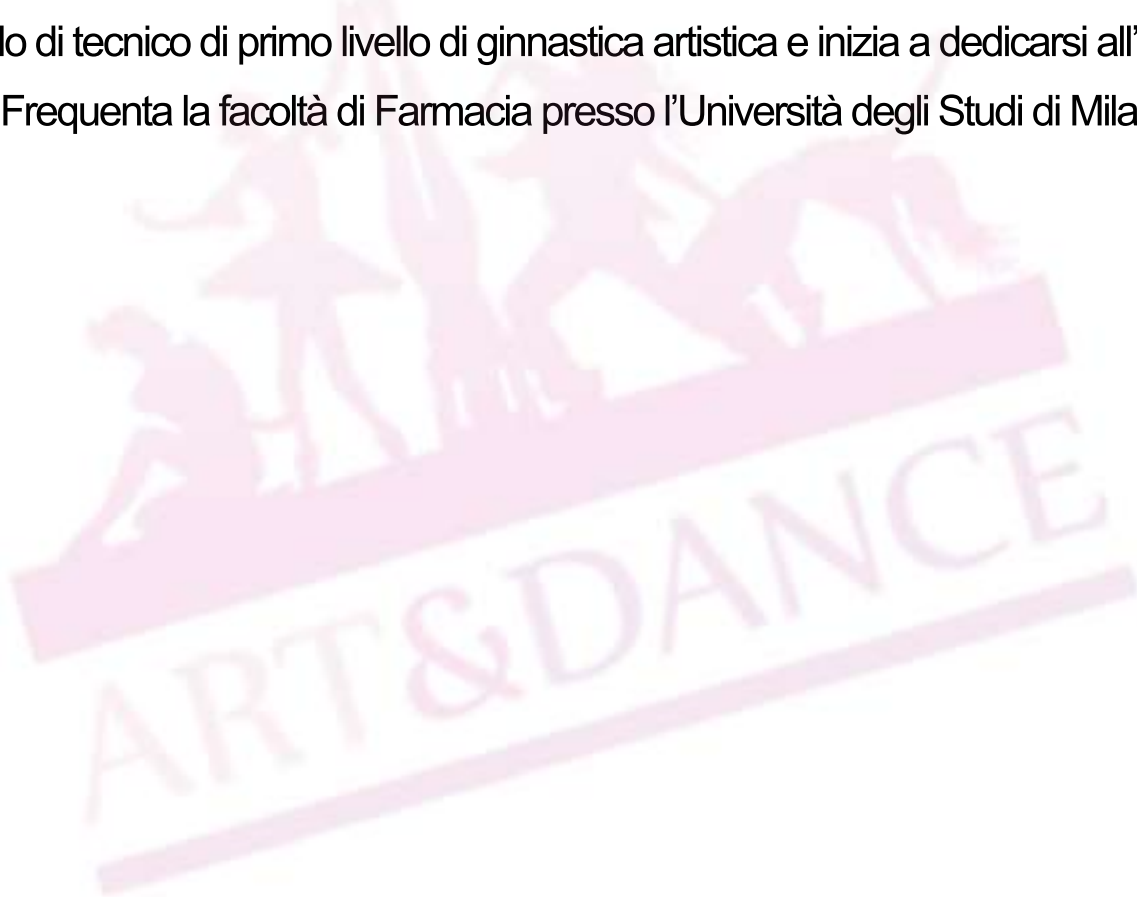 lo di tecnico di primo livello di ginnastica artistica e inizia a dedicarsi all'
Frequenta la facoltà di Farmacia presso l'Università degli Studi di Mila
ART&DANCE